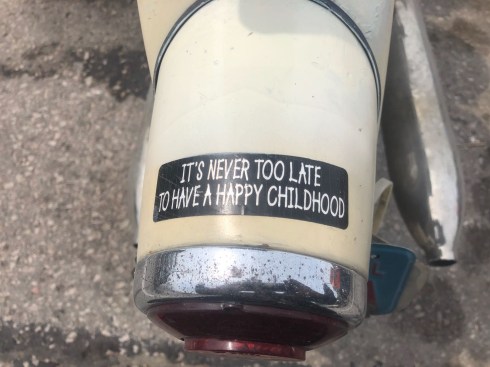 IT'S NEVER TOO LATE
TO HAVE A HAPPY CHILDHOOD